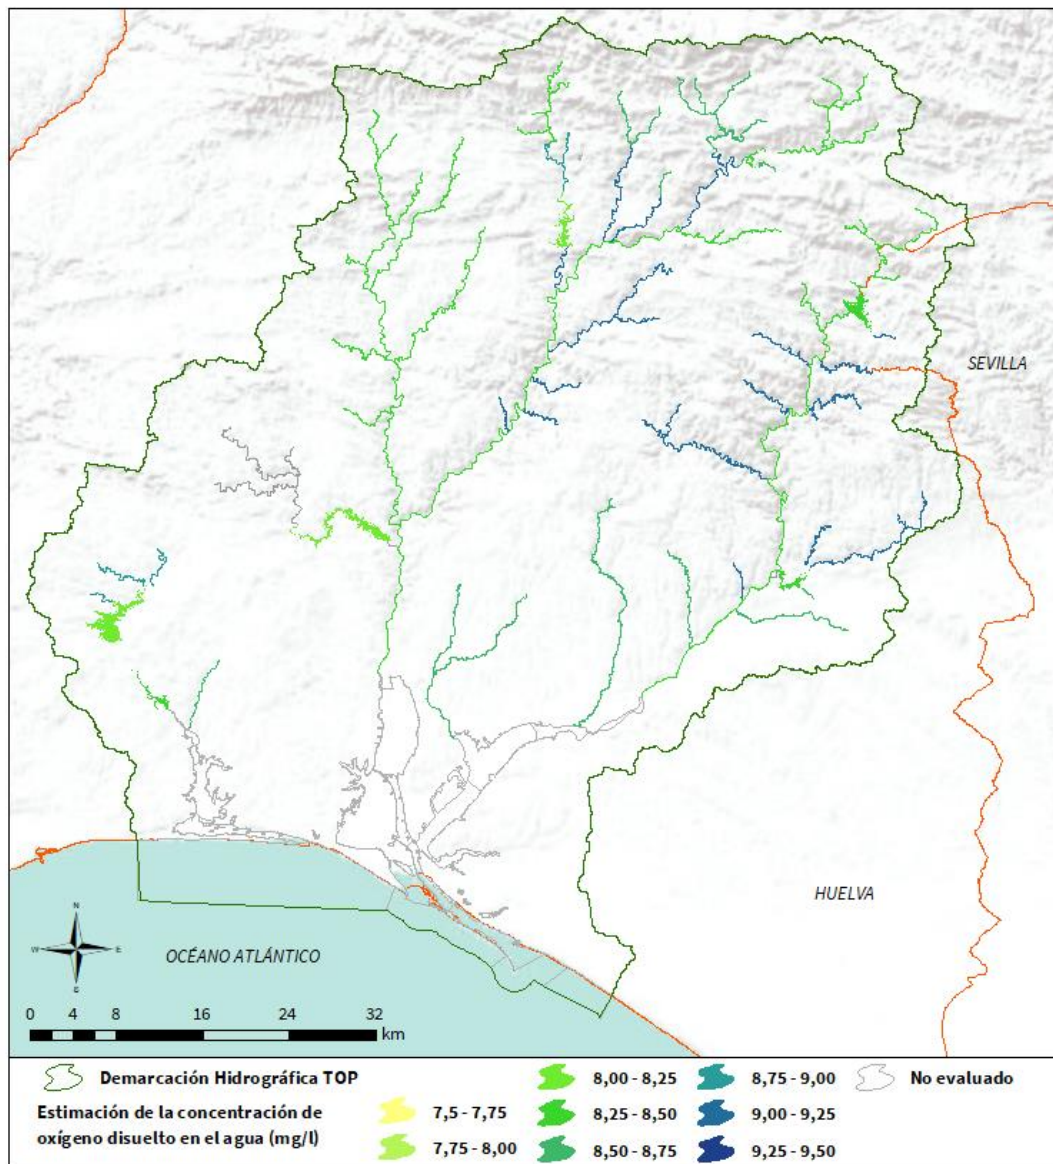 SEVILLA
HUELVA
OCÉANO ATLÁNTICO
N
W
E
S
0 4 8 16 24 32
km
Demarcación Hidrográfica TOP
Estimación de la concentración de
oxígeno disuelto en el agua (mg/l)
7,5 - 7,75
7,75 - 8,00
8,00 - 8,25
8,25 - 8,50
8,50 - 8,75
8,75 - 9,00
9,00 - 9,25
9,25 - 9,50
No evaluado